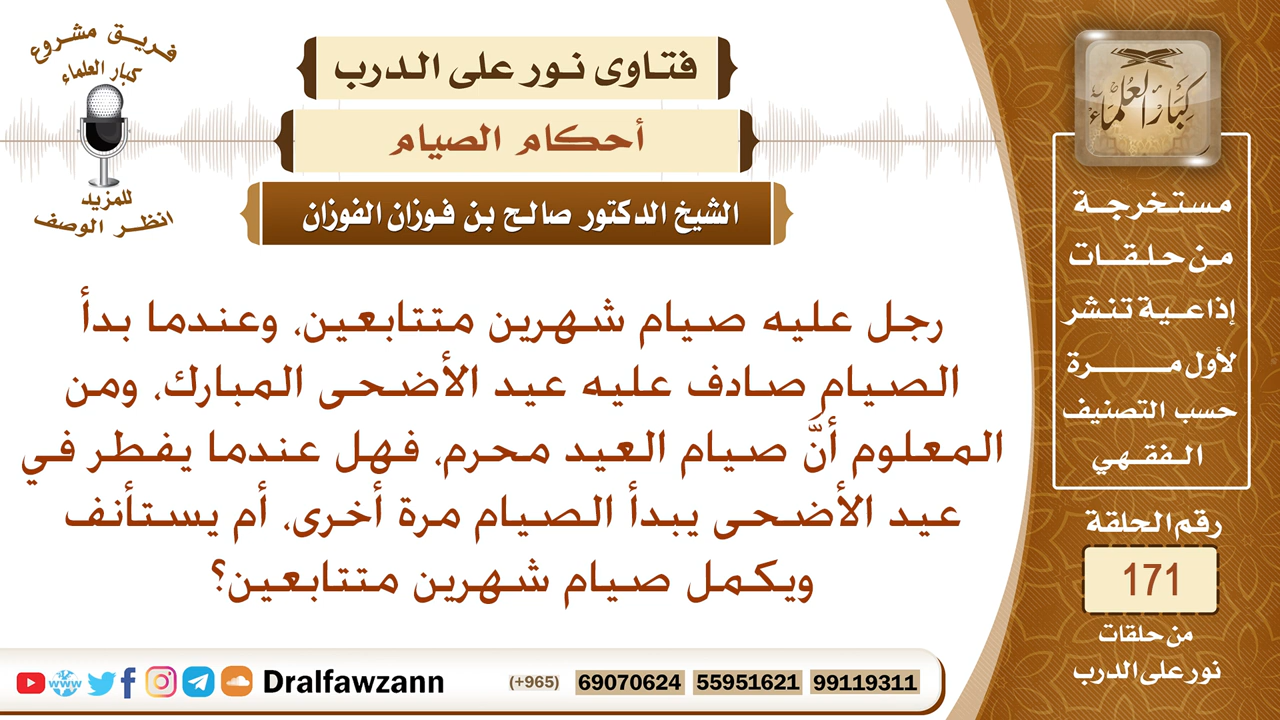 فريق مشروع
كبار العلماء
للمزيد
انظر الوصف
فتاوى نور على الدرب
أحكام الصيام
الشيخ الدكتور صالح بن فوزان الفوزان
رجل عليه صيام شهرين متتابعين، وعندما بدأ
الصيام صادف عليه عيد الأضحى المبارك، ومن
المعلوم أنَّ صيام العيد محرم، فهل عندما يفطر في
عيد الأضحى يبدأ الصيام مرة أخرى، أم يستأنف
ويكمل صيام شهرين متتابعين؟
كبار العلماء
مستخرجة
من حلقات
إذاعية تنشر
لأول مرة
حسب التصنيف
الفقهي
رقم الحلقة
171
من حلقات
نور على الدرب
www Dralfawzann (+965) 69070624 55951621 99119311